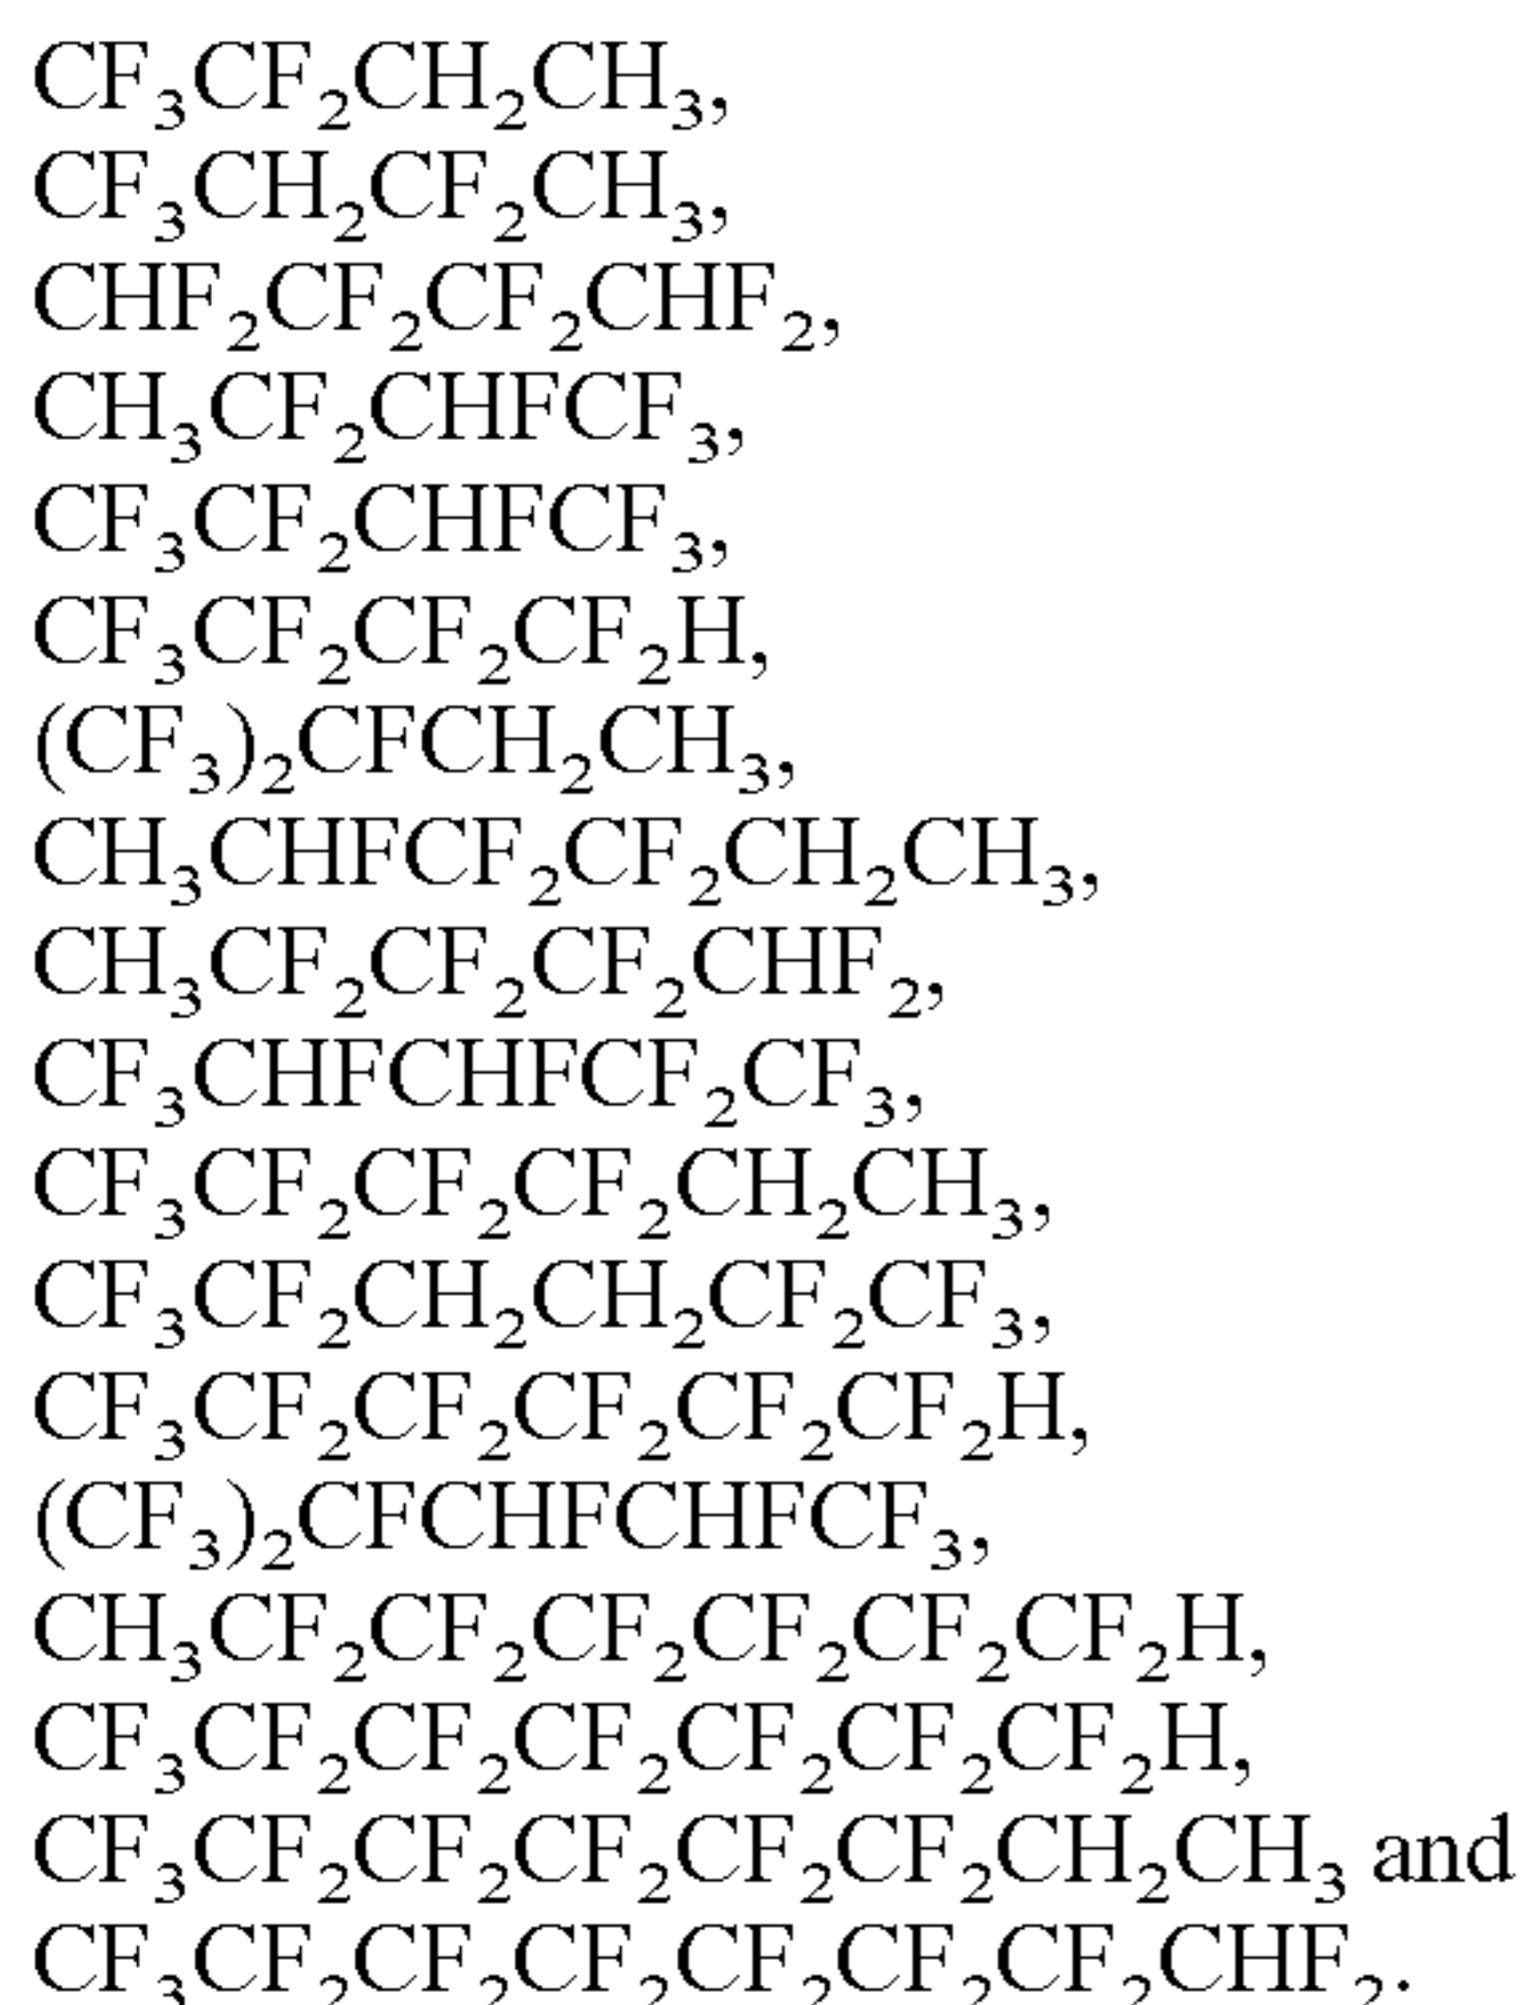 CF₃CF₂CH₂CH₃,
CF₃CH₂CF₂CH₃,
CHF₂CF₂CF₂CHF₂,
CH₃CF₂CHFCF₃,
CF₃CF₂CHFCF₃,
CF₃CF₂CF₂CF₂H,
(CF₃)₂CFCH₂CH₃,
CH₃CHFCF₂CF₂CH₂CH₃,
CH₃CF₂CF₂CF₂CHF₂,
CF₃CHFCHFCF₂CF₃,
CF₃CF₂CF₂CF₂CH₂CH₃,
CF₃CF₂CH₂CH₂CF₂CF₃,
CF₃CF₂CF₂CF₂CF₂CF₂H,
(CF₃)₂CFCHFCHFCF₃,
CH₃CF₂CF₂CF₂CF₂CF₂CF₂H,
CF₃CF₂CF₂CF₂CF₂CF₂CF₂H,
CF₃CF₂CF₂CF₂CF₂CF₂CH₂CH₃ and
CF₃CF₂CF₂CF₂CF₂CF₂CF₂CHF₂.